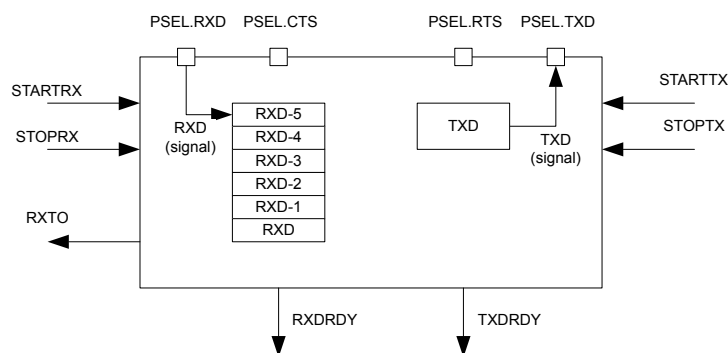 PSEL.RXD PSEL.CTS PSEL.RTS PSEL.TXD
STARTRX
STARTTX
STOPRX
STOPTX
RXD
(signal)
RXD-5
RXD-4
RXD-3
RXD-2
RXD-1
RXD
TXD
TXD
(signal)
RXTO
RXDRDY
TXDRDY